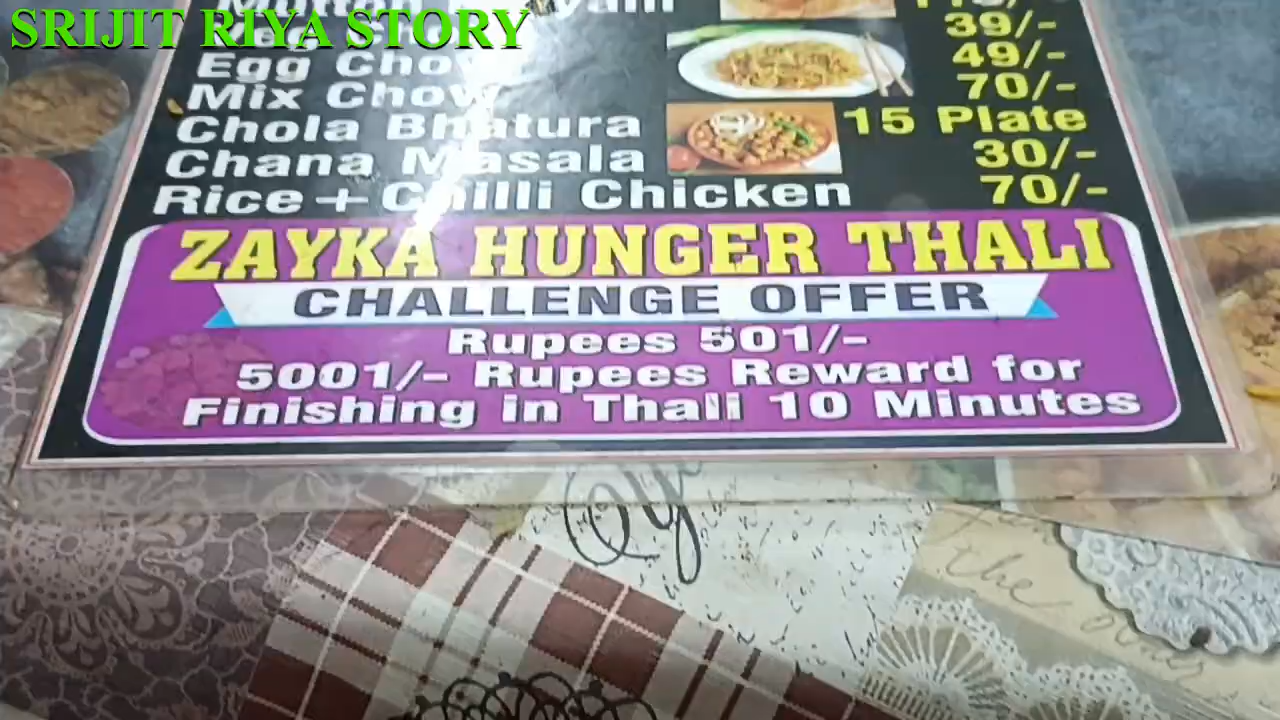 SRIJIT RIYA STORY
39/-
Egg Chow 49/-
Mix Chow 70/-
Chola Bhatura 15 Plate
Chana Masala 30/-
Rice + Chilli Chicken 70/-
ZAYKA HUNGER THALI
CHALLENGE OFFER
Rupees 501/-
5001/- Rupees Reward for
Finishing in Thali 10 Minutes
the